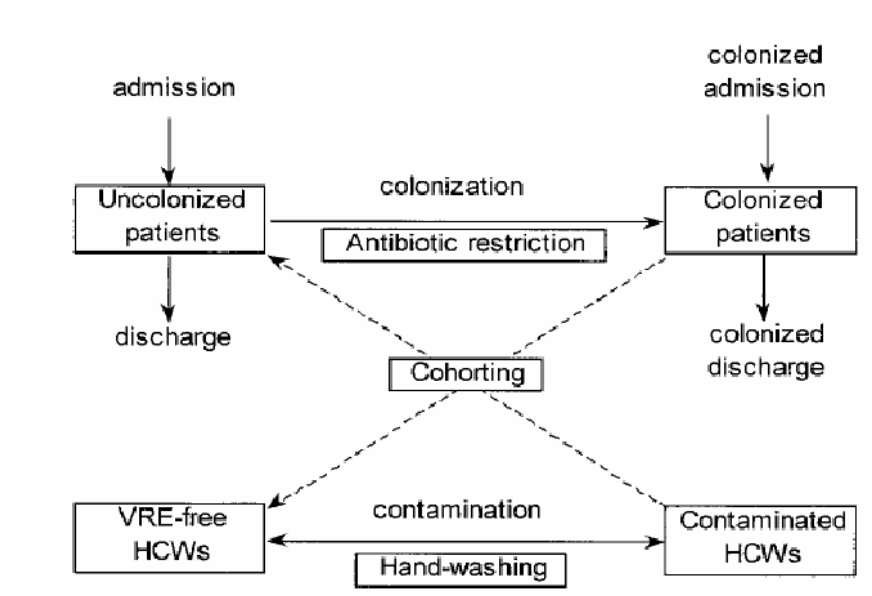 admission
colonized
admission
Uncolonized
patients
colonization
Antibiotic restriction
Colonized
patients
discharge
colonized
discharge
Cohorting
VRE-free
HCWs
contamination
Hand-washing
Contaminated
HCWs